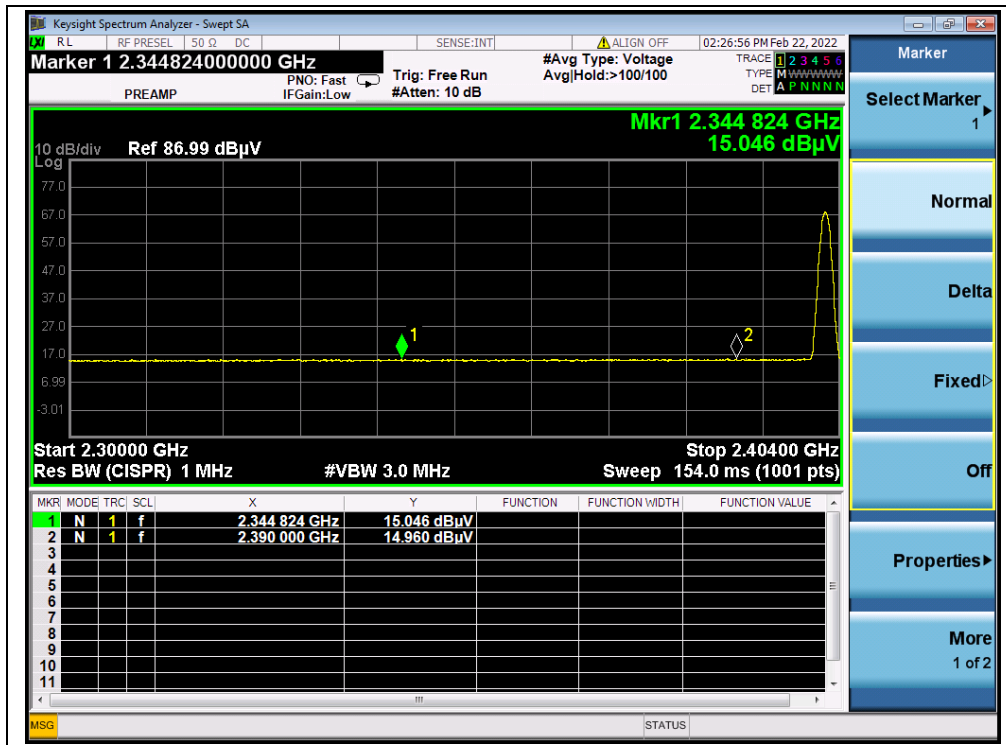 Keysight Spectrum Analyzer - Swept SA
LXI RL RF PRESEL 50 Ω DC SENSE:INT ALIGN OFF 02:26:56 PM Feb 22, 2022
Marker 1 2.344824000000 GHz
PREAMP
PNO: Fast
IFGain:Low
Trig: Free Run
#Atten: 10 dB
#Avg Type: Voltage
Avg|Hold:>100/100
TRACE 1 2 3 4 5 6
TYPE M WWWWW
DET A P N N N N
Mkr1 2.344 824 GHz
15.046 dBµV
10 dB/div
Log
Ref 86.99 dBµV
77.0
67.0
57.0
47.0
37.0
27.0
17.0
6.99
-3.01
1
2
Start 2.30000 GHz Stop 2.40400 GHz
Res BW (CISPR) 1 MHz #VBW 3.0 MHz Sweep 154.0 ms (1001 pts)
MKR MODE TRC SCL X Y FUNCTION FUNCTION WIDTH FUNCTION VALUE
1 N 1 f 2.344 824 GHz 15.046 dBµV
2 N 1 f 2.390 000 GHz 14.960 dBµV
3
4
5
6
7
8
9
10
11
MSG STATUS
Marker
Select Marker
1
Normal
Delta
Fixed
Off
Properties
More
1 of 2